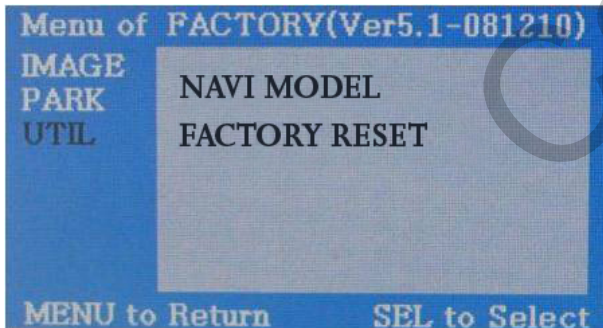 Menu of FACTORY(Ver5.1-081210)
IMAGE
PARK
UTIL
NAVI MODEL
FACTORY RESET
MENU to Return SEL to Select